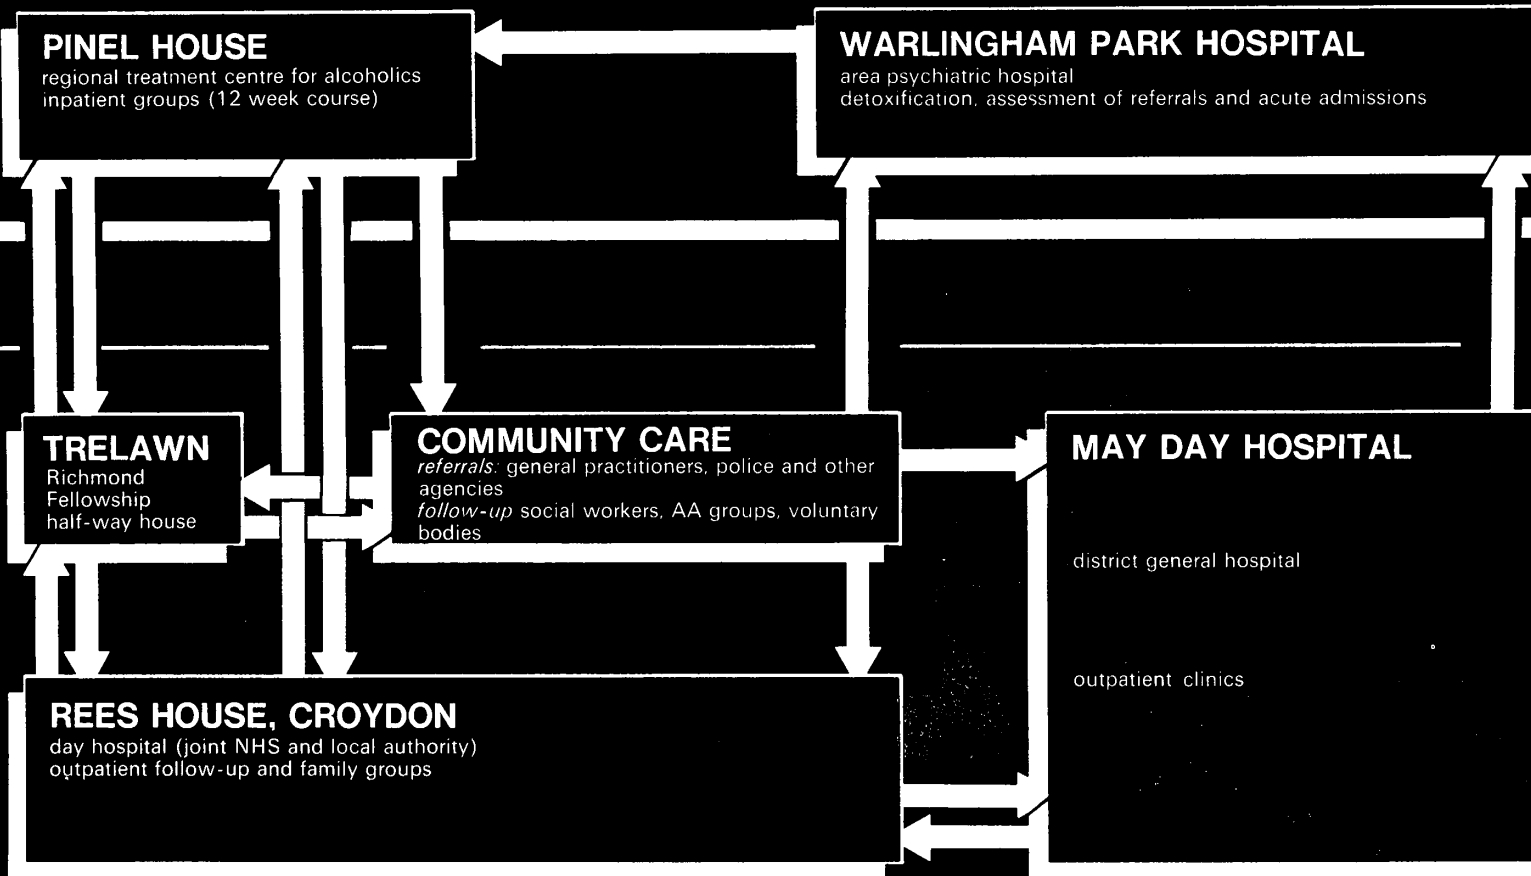 PINEL HOUSE
regional treatment centre for alcoholics
inpatient groups (12 week course)
WARLINGHAM PARK HOSPITAL
area psychiatric hospital
detoxification, assessment of referrals and acute admissions
TRELAWN
Richmond
Fellowship
half-way house
COMMUNITY CARE
referrals: general practitioners, police and other
agencies
follow-up social workers, AA groups, voluntary
bodies
MAY DAY HOSPITAL
district general hospital
outpatient clinics
REES HOUSE, CROYDON
day hospital (joint NHS and local authority)
outpatient follow-up and family groups